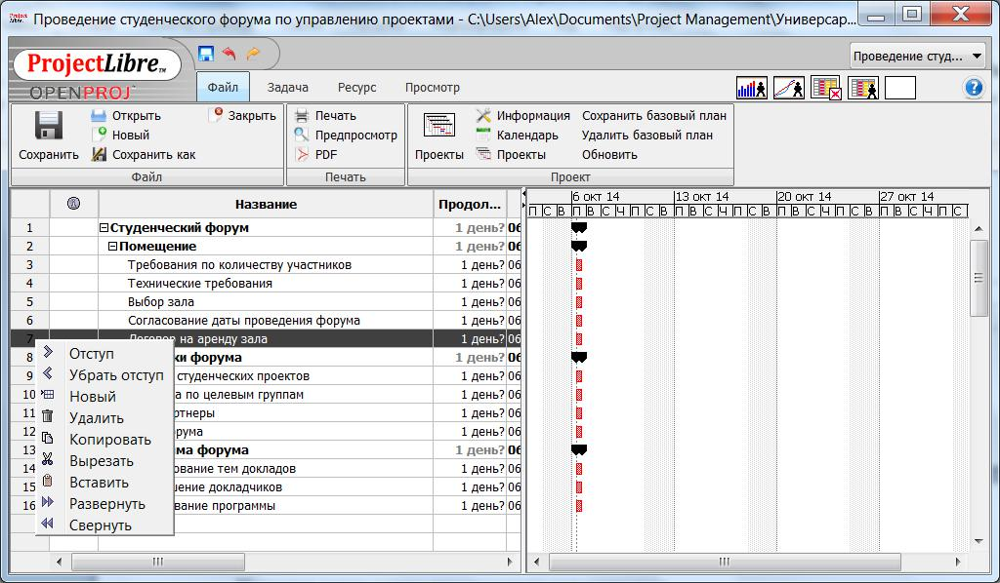 Проведение студенческого форума по управлению проектами - C:\Users\Alex\Documents\Project Management\Универсар...
ProjectLibre™
OPENPROJ
Проведение студ...
Файл Задача Ресурс Просмотр
Сохранить
Открыть
Новый
Сохранить как
Закрыть
Файл
Печать
Предпросмотр
PDF
Печать
Проекты
Информация
Календарь
Проекты
Сохранить базовый план
Удалить базовый план
Обновить
Проект
Название Продол...
6 окт 14 13 окт 14 20 окт 14 27 окт 14
П С В П В С Ч П С В П В С Ч П С В П В С Ч П С В П В С Ч П С
1 Студенческий форум 1 день? 06
2 Помещение 1 день? 06
3 Требования по количеству участников 1 день? 06
4 Технические требования 1 день? 06
5 Выбор зала 1 день? 06
6 Согласование даты проведения форума 1 день? 06
7 Договор на аренду зала 1 день? 06
8 ки форума 1 день? 06
9 студенческих проектов 1 день? 06
10 а по целевым группам 1 день? 06
11 ртнеры 1 день? 06
12 орума 1 день? 06
13 ма форума 1 день? 06
14 ование тем докладов 1 день? 06
15 шение докладчиков 1 день? 06
16 вание программы 1 день? 06
Отступ
Убрать отступ
Новый
Удалить
Копировать
Вырезать
Вставить
Развернуть
Свернуть